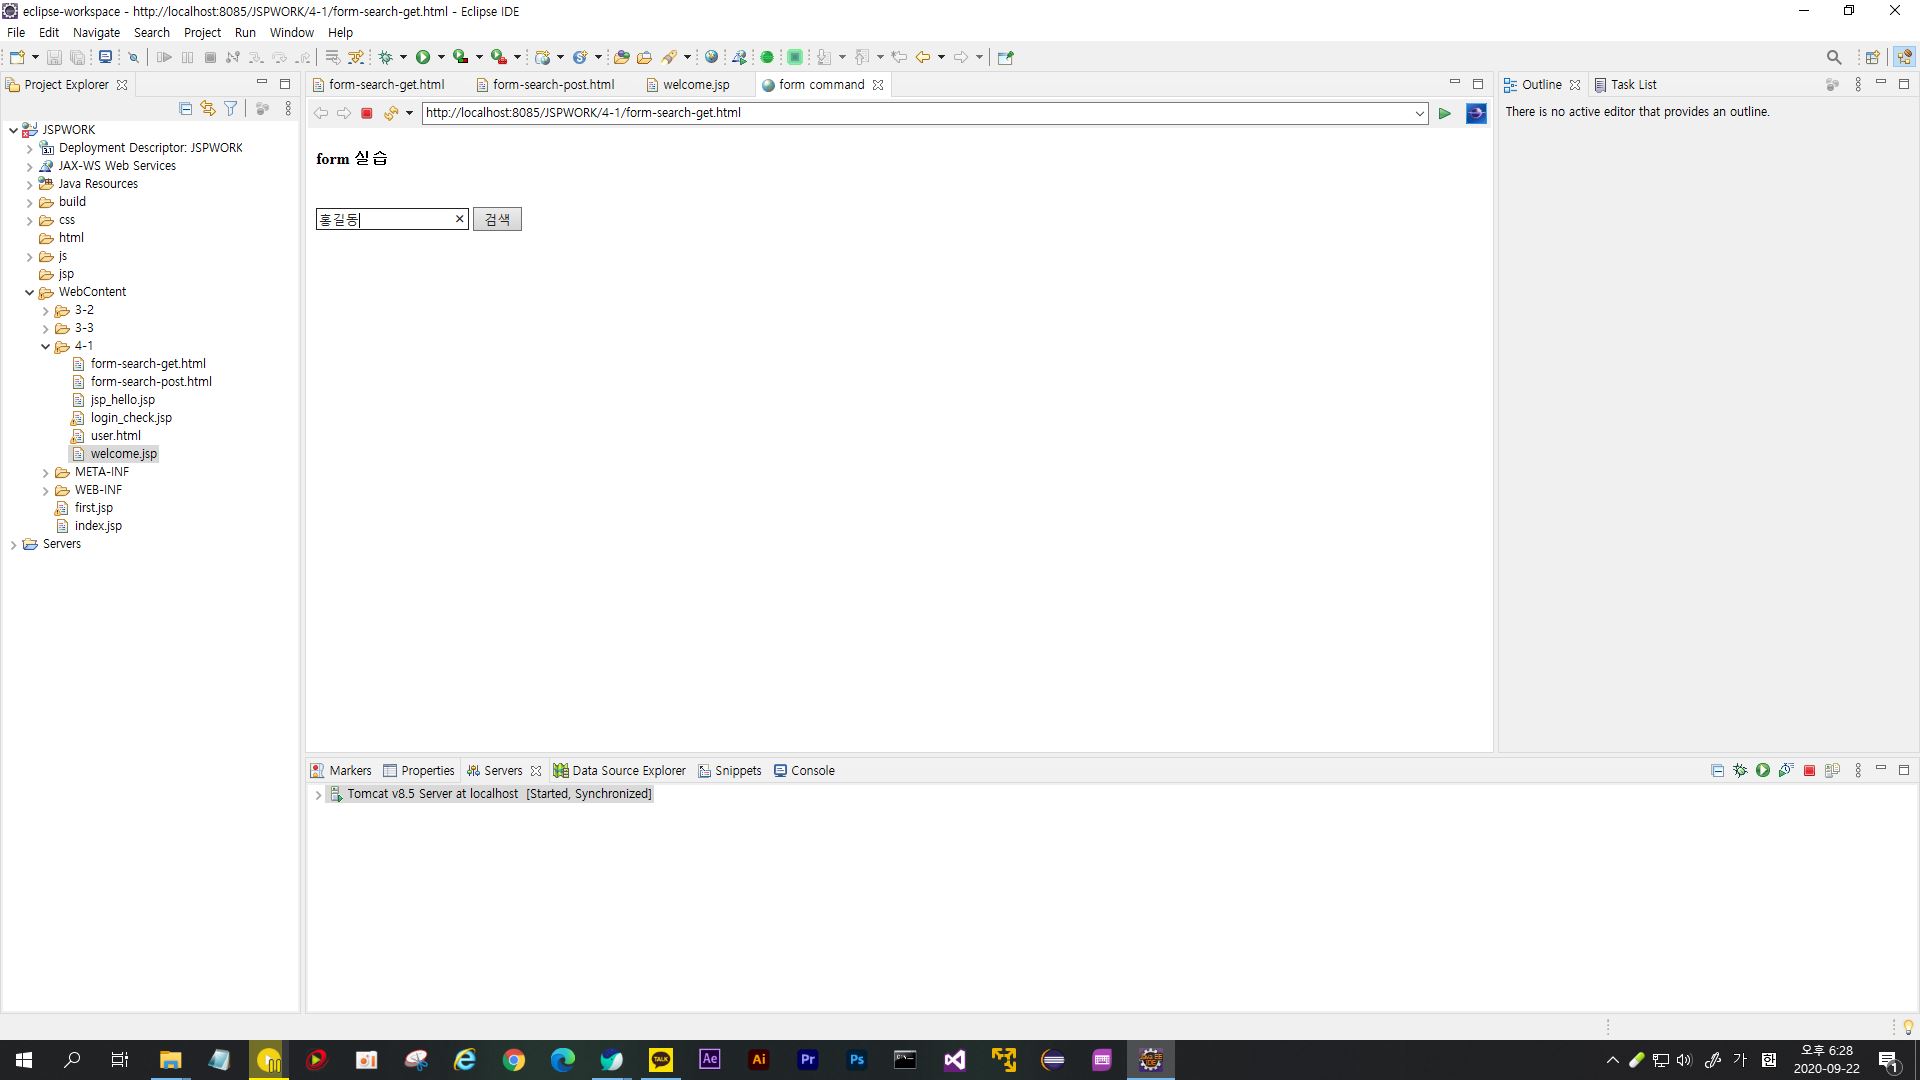 eclipse-workspace - http://localhost:8085/JSPWORK/4-1/form-search-get.html - Eclipse IDE
File Edit Navigate Search Project Run Window Help
Project Explorer
form-search-get.html form-search-post.html welcome.jsp form command
Outline Task List
http://localhost:8085/JSPWORK/4-1/form-search-get.html
There is no active editor that provides an outline.
JSPWORK
Deployment Descriptor: JSPWORK
JAX-WS Web Services
Java Resources
build
css
html
js
jsp
WebContent
3-2
3-3
4-1
form-search-get.html
form-search-post.html
jsp_hello.jsp
login_check.jsp
user.html
welcome.jsp
META-INF
WEB-INF
first.jsp
index.jsp
Servers
form 실습
홍길동 검색
Markers Properties Servers Data Source Explorer Snippets Console
Tomcat v8.5 Server at localhost [Started, Synchronized]
TALK Ae Ai Pr Ps
가 한
오후 6:28
2020-09-22
1